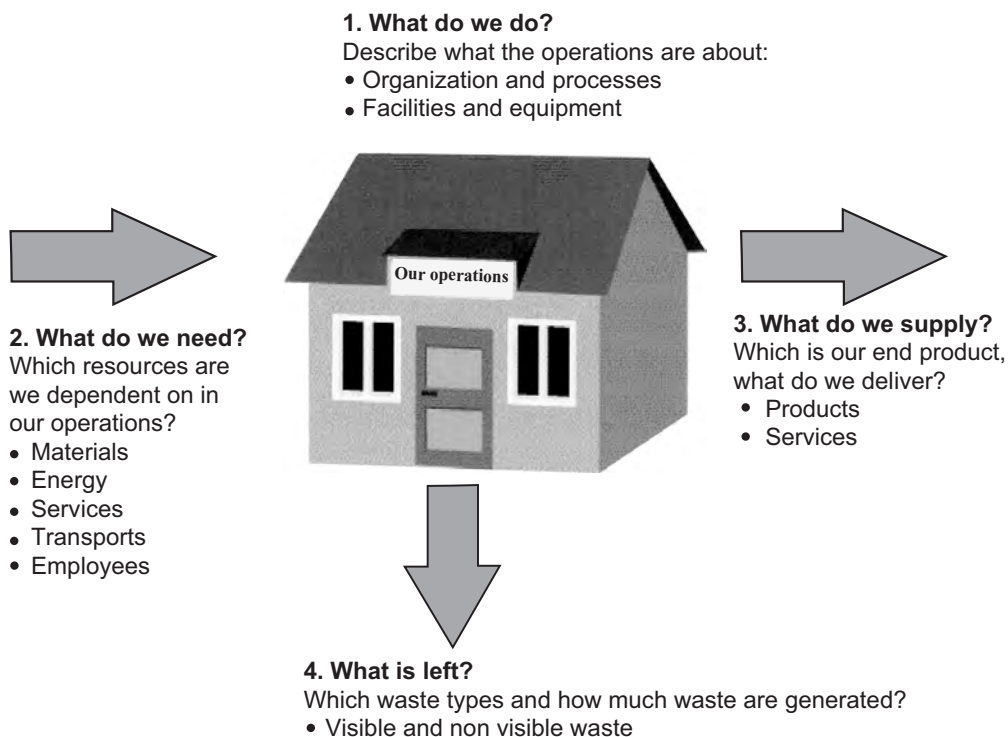 1. What do we do?
Describe what the operations are about:
• Organization and processes
• Facilities and equipment
Our operations
2. What do we need?
Which resources are
we dependent on in
our operations?
• Materials
• Energy
• Services
• Transports
• Employees
3. What do we supply?
Which is our end product,
what do we deliver?
• Products
• Services
4. What is left?
Which waste types and how much waste are generated?
• Visible and non visible waste